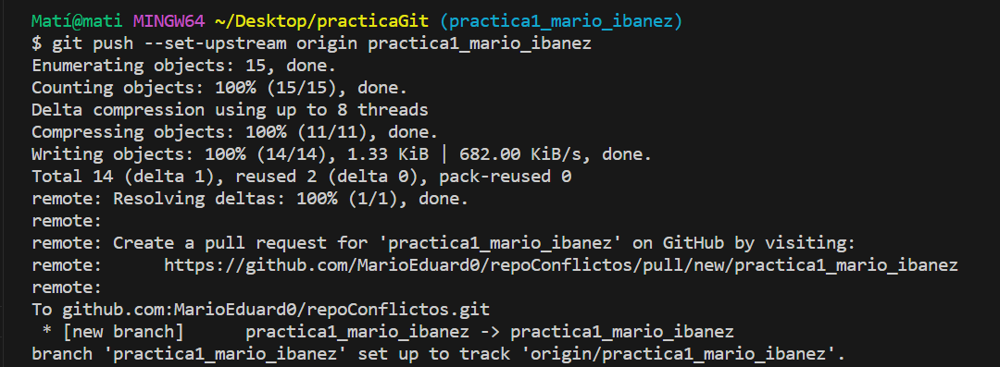 Matí@mati MINGW64 ~/Desktop/practicaGit (practica1_mario_ibanez)
$ git push --set-upstream origin practica1_mario_ibanez
Enumerating objects: 15, done.
Counting objects: 100% (15/15), done.
Delta compression using up to 8 threads
Compressing objects: 100% (11/11), done.
Writing objects: 100% (14/14), 1.33 KiB | 682.00 KiB/s, done.
Total 14 (delta 1), reused 2 (delta 0), pack-reused 0
remote: Resolving deltas: 100% (1/1), done.
remote:
remote: Create a pull request for 'practica1_mario_ibanez' on GitHub by visiting:
remote:      https://github.com/MarioEduard0/repoConflictos/pull/new/practica1_mario_ibanez
remote:
To github.com:MarioEduard0/repoConflictos.git
 * [new branch]      practica1_mario_ibanez -> practica1_mario_ibanez
branch 'practica1_mario_ibanez' set up to track 'origin/practica1_mario_ibanez'.